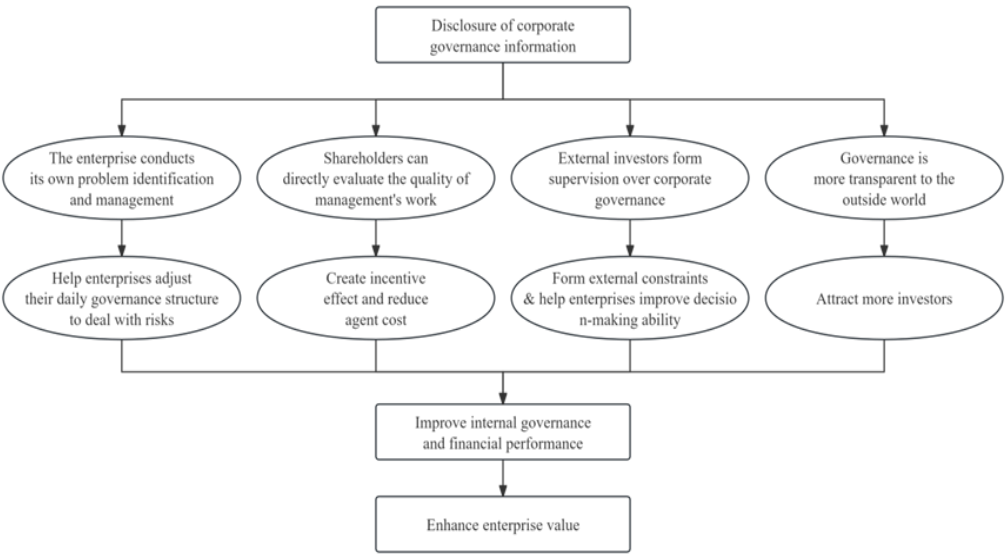 Disclosure of corporate
governance information
The enterprise conducts
its own problem identification
and management
Shareholders can
directly evaluate the quality of
management's work
External investors form
supervision over corporate
governance
Governance is
more transparent to the
outside world
Help enterprises adjust
their daily governance structure
to deal with risks
Create incentive
effect and reduce
agent cost
Form external constraints
& help enterprises improve decisio
n-making ability
Attract more investors
Improve internal governance
and financial performance
Enhance enterprise value